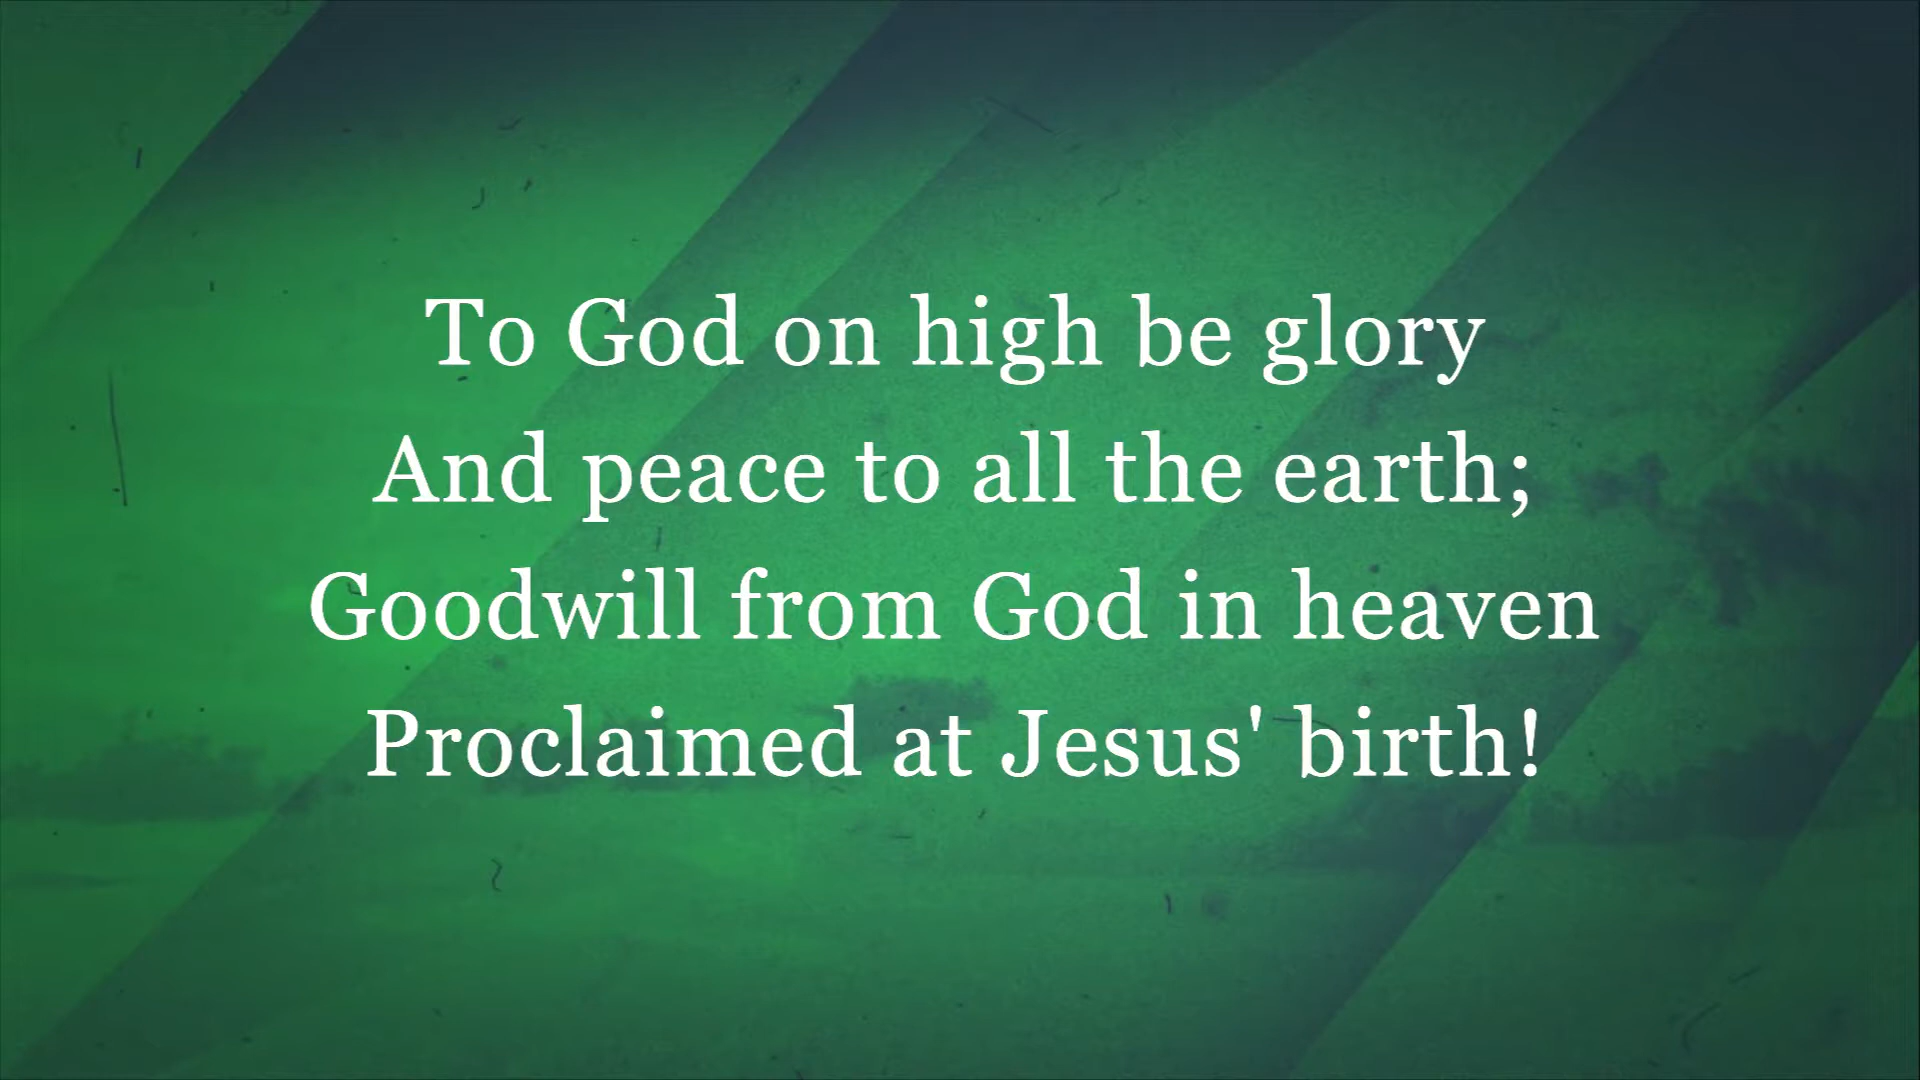 To God on high be glory
And peace to all the earth;
Goodwill from God in heaven
Proclaimed at Jesus' birth!